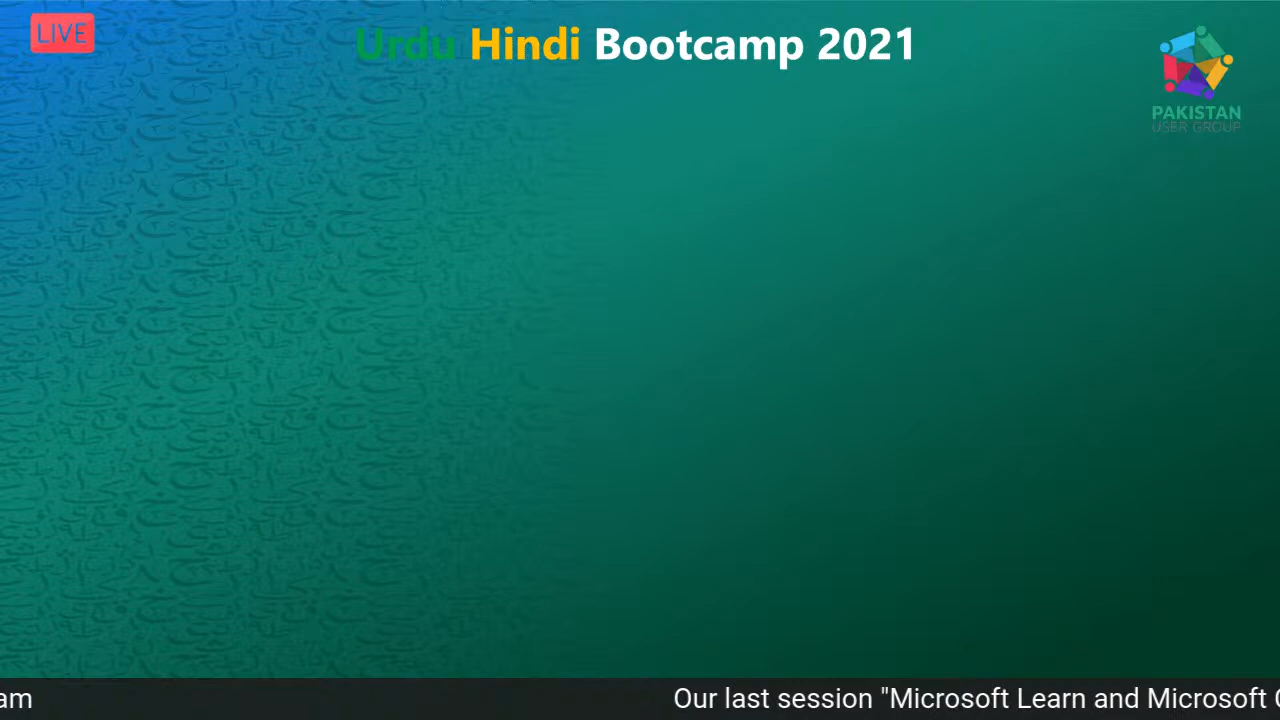 LIVE
Urdu Hindi Bootcamp 2021
PAKISTAN
USER GROUP
am
Our last session "Microsoft Learn and Microsoft